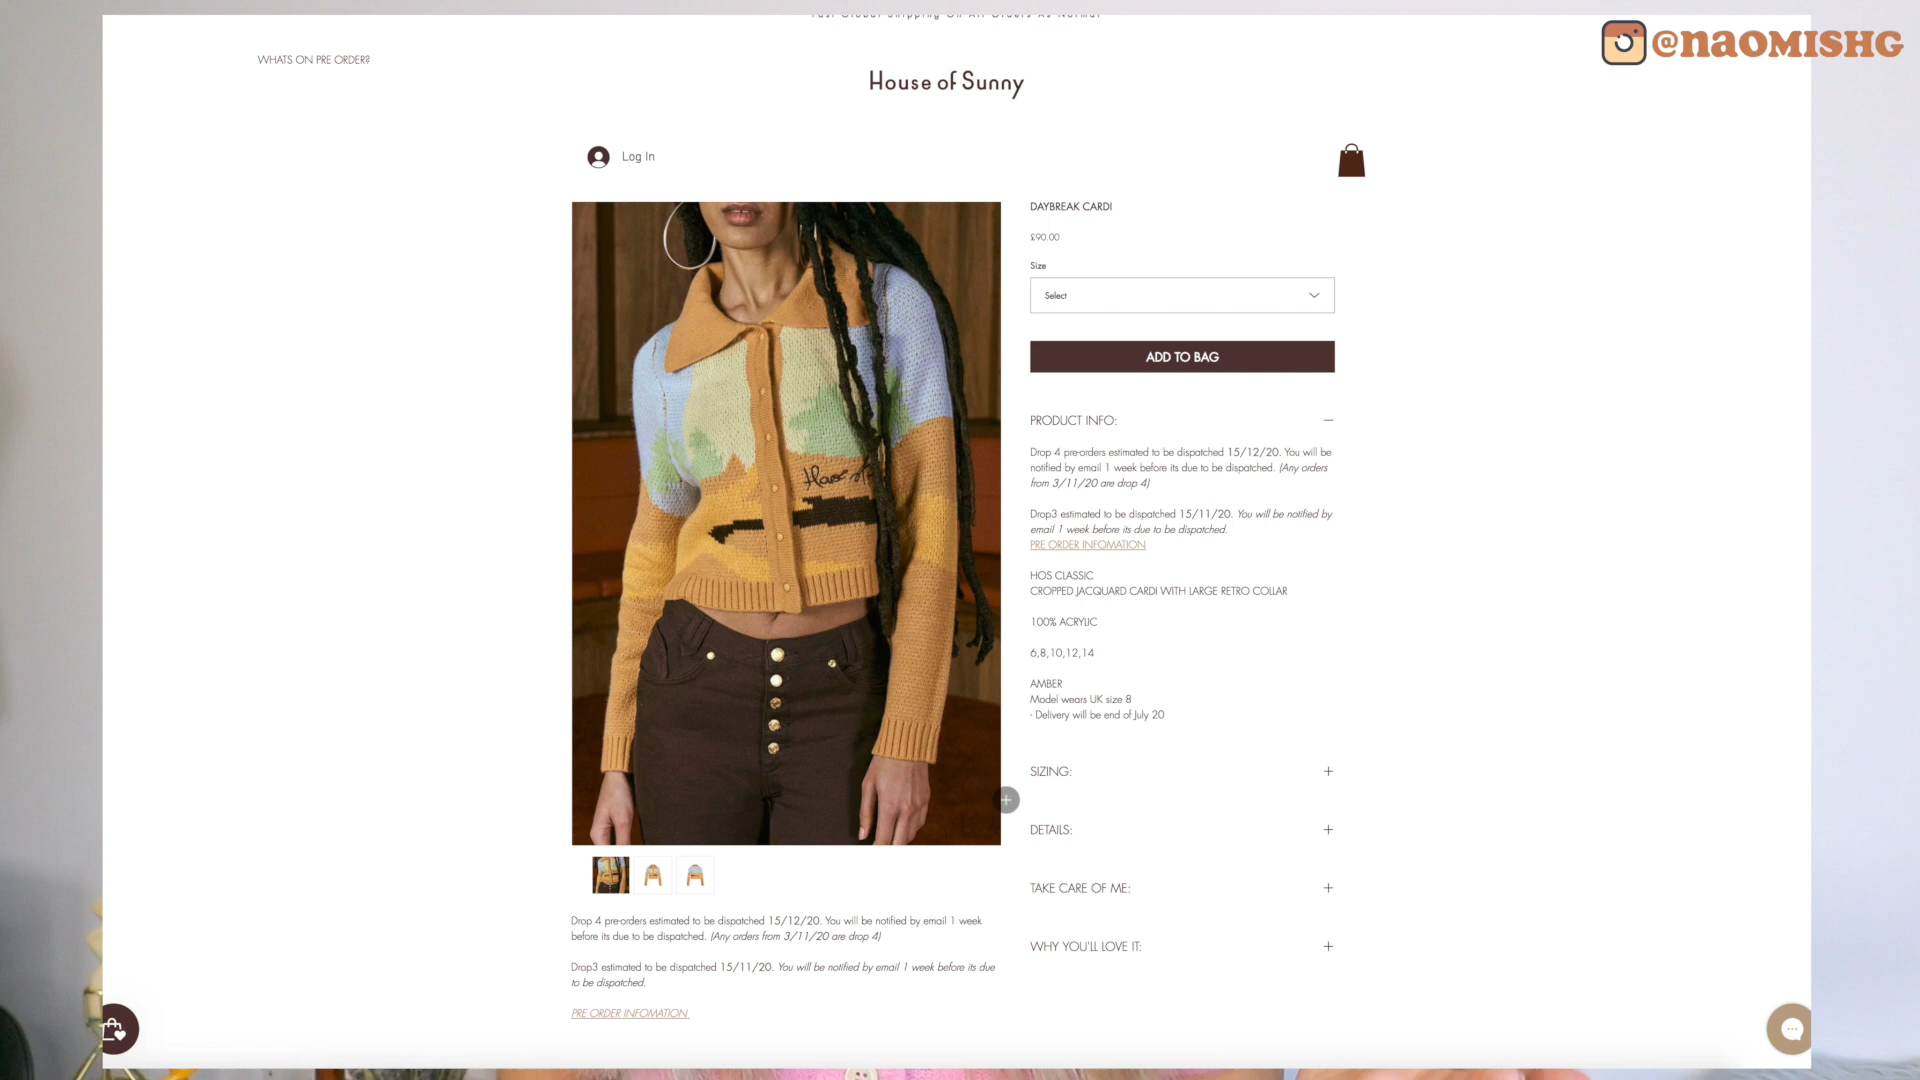 Fast Global Shipping On All Orders As Normal
@NAOMISHG
WHATS ON PRE ORDER?
House of Sunny
Log In
DAYBREAK CARDI
£90.00
Size
Select
ADD TO BAG
PRODUCT INFO:
Drop 4 pre-orders estimated to be dispatched 15/12/20. You will be
notified by email 1 week before its due to be dispatched. (Any orders
from 3/11/20 are drop 4)
Drop3 estimated to be dispatched 15/11/20. You will be notified by
email 1 week before its due to be dispatched.
PRE ORDER INFOMATION
HOS CLASSIC
CROPPED JACQUARD CARDI WITH LARGE RETRO COLLAR
100% ACRYLIC
6,8,10,12,14
AMBER
Model wears UK size 8
- Delivery will be end of July 20
SIZING:
DETAILS:
TAKE CARE OF ME:
WHY YOU'LL LOVE IT:
Drop 4 pre-orders estimated to be dispatched 15/12/20. You will be notified by email 1 week
before its due to be dispatched. (Any orders from 3/11/20 are drop 4)
Drop3 estimated to be dispatched 15/11/20. You will be notified by email 1 week before its due
to be dispatched.
PRE ORDER INFOMATION